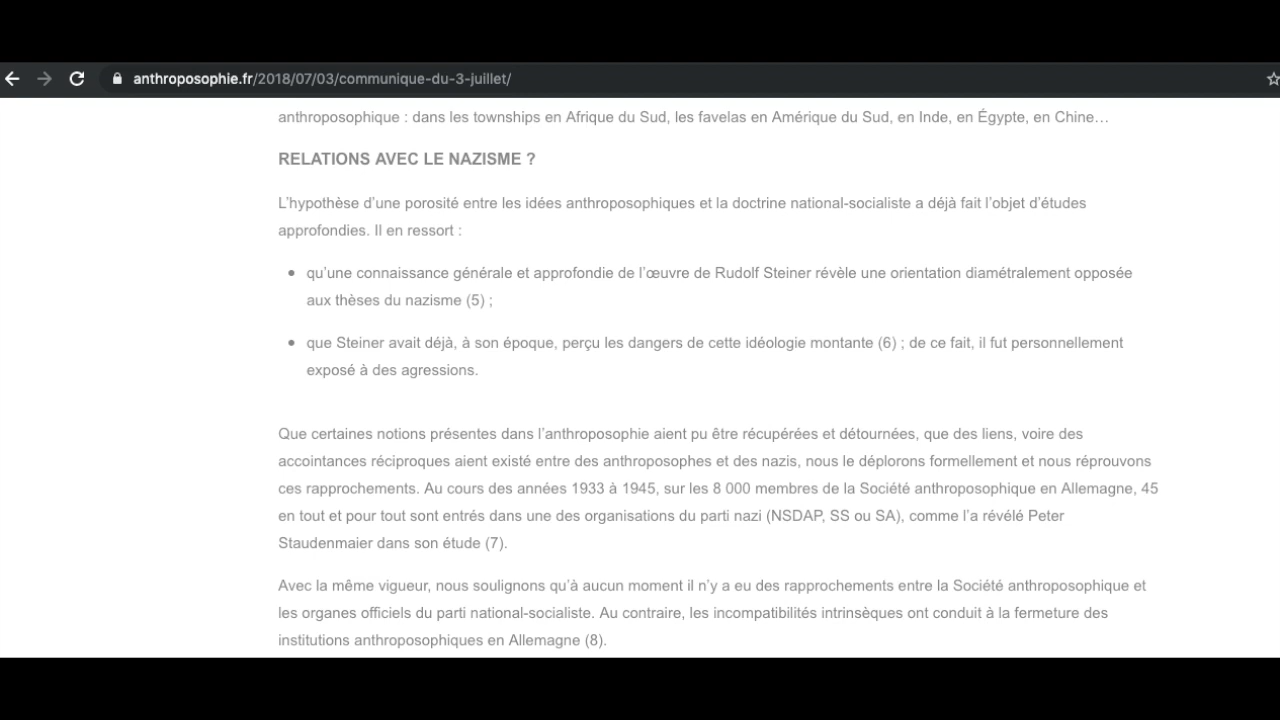 anthroposophie.fr/2018/07/03/communique-du-3-juillet/
anthroposophique : dans les townships en Afrique du Sud, les favelas en Amérique du Sud, en Inde, en Égypte, en Chine…
RELATIONS AVEC LE NAZISME ?
L’hypothèse d’une porosité entre les idées anthroposophiques et la doctrine national-socialiste a déjà fait l’objet d’études
approfondies. Il en ressort :
• qu’une connaissance générale et approfondie de l’œuvre de Rudolf Steiner révèle une orientation diamétralement opposée
aux thèses du nazisme (5) ;
• que Steiner avait déjà, à son époque, perçu les dangers de cette idéologie montante (6) ; de ce fait, il fut personnellement
exposé à des agressions.
Que certaines notions présentes dans l’anthroposophie aient pu être récupérées et détournées, que des liens, voire des
accointances réciproques aient existé entre des anthroposophes et des nazis, nous le déplorons formellement et nous réprouvons
ces rapprochements. Au cours des années 1933 à 1945, sur les 8 000 membres de la Société anthroposophique en Allemagne, 45
en tout et pour tout sont entrés dans une des organisations du parti nazi (NSDAP, SS ou SA), comme l’a révélé Peter
Staudenmaier dans son étude (7).
Avec la même vigueur, nous soulignons qu’à aucun moment il n’y a eu des rapprochements entre la Société anthroposophique et
les organes officiels du parti national-socialiste. Au contraire, les incompatibilités intrinsèques ont conduit à la fermeture des
institutions anthroposophiques en Allemagne (8).